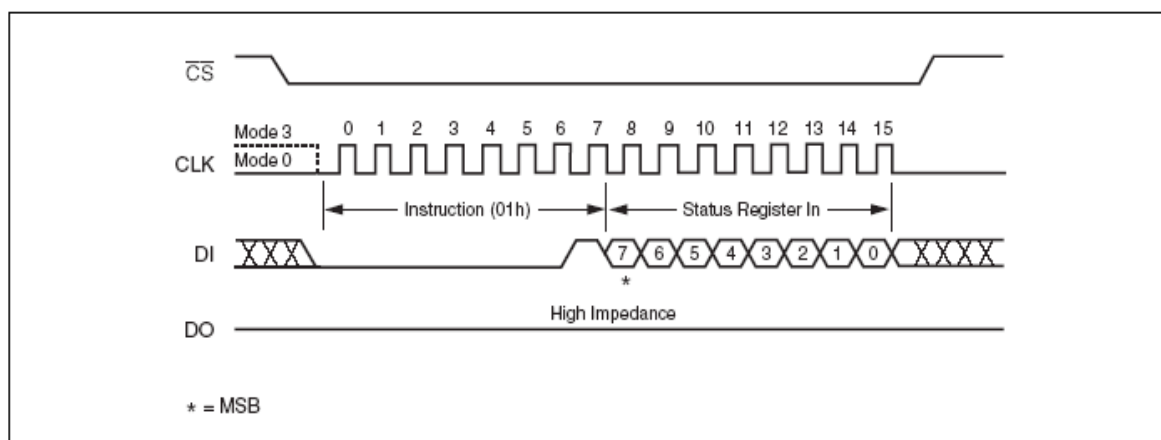 CS
Mode 3
0 1 2 3 4 5 6 7 8 9 10 11 12 13 14 15
CLK
Mode 0
Instruction (01h)
Status Register In
DI
7 6 5 4 3 2 1 0
*
High Impedance
DO
* = MSB